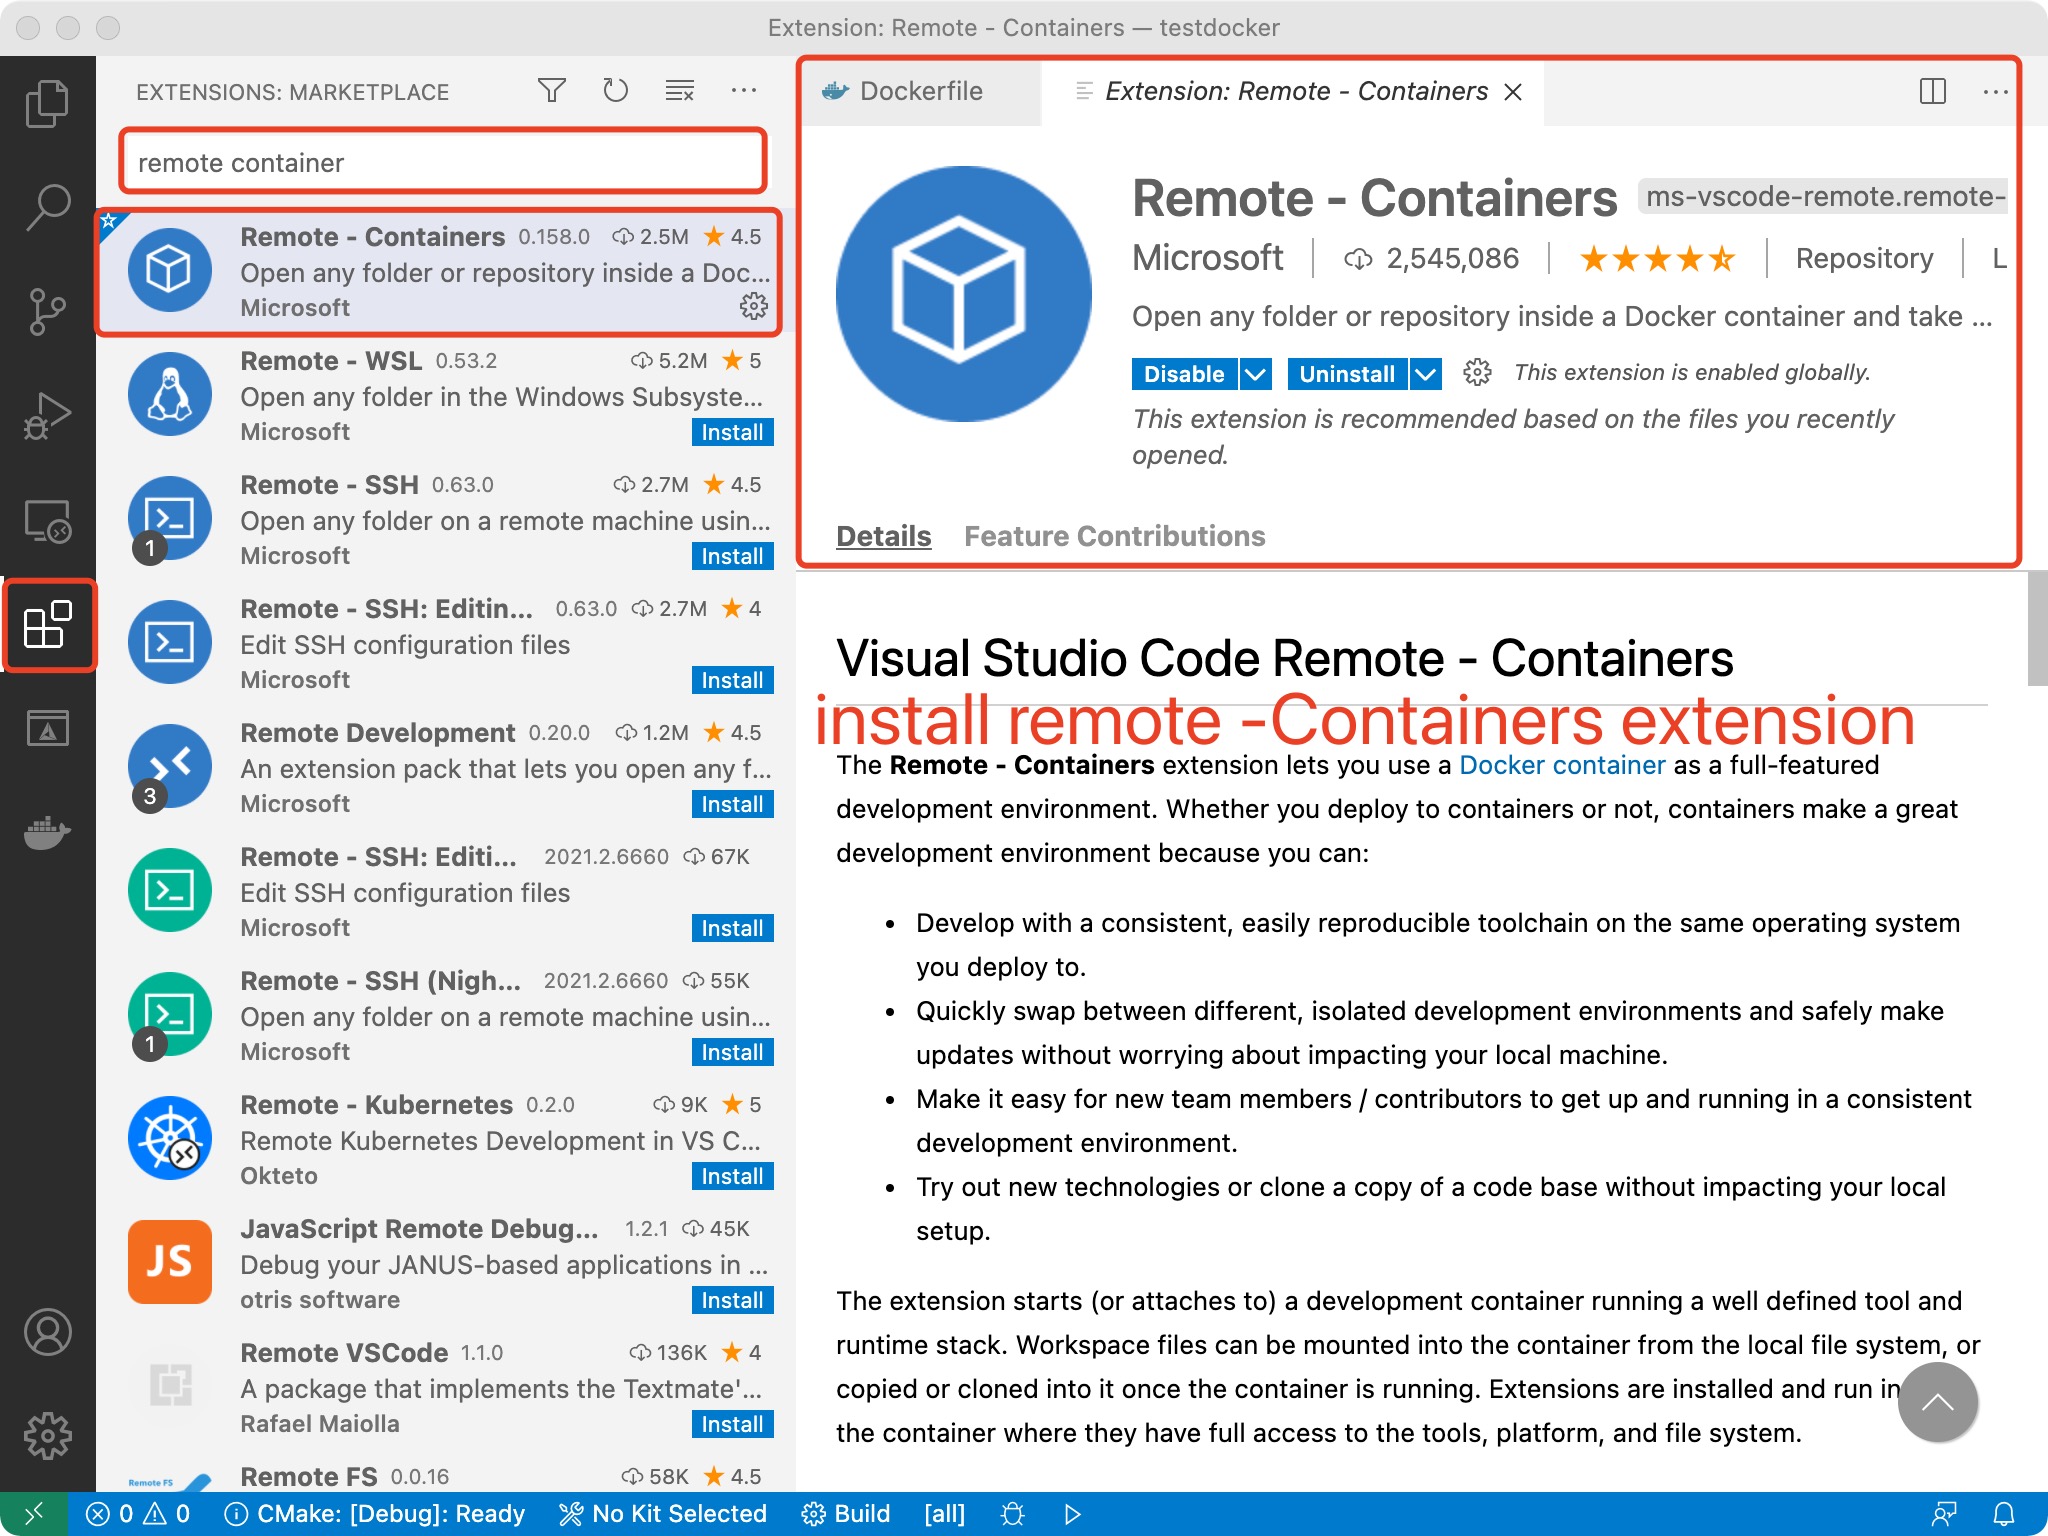 Extension: Remote - Containers — testdocker
EXTENSIONS: MARKETPLACE
remote container
Remote - Containers 0.158.0 2.5M 4.5
Open any folder or repository inside a Doc...
Microsoft
Remote - WSL 0.53.2 5.2M 5
Open any folder in the Windows Subsyste...
Microsoft Install
Remote - SSH 0.63.0 2.7M 4.5
Open any folder on a remote machine usin...
1 Microsoft Install
Remote - SSH: Editin... 0.63.0 2.7M 4
Edit SSH configuration files
Microsoft Install
Remote Development 0.20.0 1.2M 4.5
An extension pack that lets you open any f...
3 Microsoft Install
Remote - SSH: Editi... 2021.2.6660 67K
Edit SSH configuration files
Microsoft Install
Remote - SSH (Nigh... 2021.2.6660 55K
Open any folder on a remote machine usin...
1 Microsoft Install
Remote - Kubernetes 0.2.0 9K 5
Remote Kubernetes Development in VS C...
Okteto Install
JavaScript Remote Debug... 1.2.1 45K
JS Debug your JANUS-based applications in ...
otris software Install
Remote VSCode 1.1.0 136K 4
A package that implements the Textmate'...
Rafael Maiolla Install
Remote FS 0.0.16 58K 4.5
Remote FS
Dockerfile Extension: Remote - Containers
Remote - Containers ms-vscode-remote.remote-
Microsoft 2,545,086 Repository L
Open any folder or repository inside a Docker container and take ...
Disable Uninstall This extension is enabled globally.
This extension is recommended based on the files you recently
opened.
Details Feature Contributions
Visual Studio Code Remote - Containers
install remote -Containers extension
The Remote - Containers extension lets you use a Docker container as a full-featured
development environment. Whether you deploy to containers or not, containers make a great
development environment because you can:
• Develop with a consistent, easily reproducible toolchain on the same operating system
you deploy to.
• Quickly swap between different, isolated development environments and safely make
updates without worrying about impacting your local machine.
• Make it easy for new team members / contributors to get up and running in a consistent
development environment.
• Try out new technologies or clone a copy of a code base without impacting your local
setup.
The extension starts (or attaches to) a development container running a well defined tool and
runtime stack. Workspace files can be mounted into the container from the local file system, or
copied or cloned into it once the container is running. Extensions are installed and run in
the container where they have full access to the tools, platform, and file system.
0 0 CMake: [Debug]: Ready No Kit Selected Build [all]